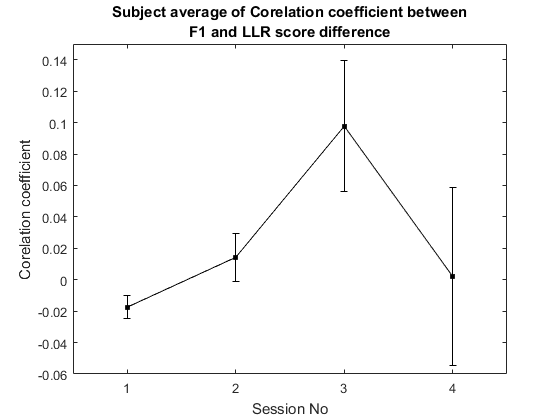 Subject average of Corelation coefficient between
F1 and LLR score difference
0.14
0.12
0.1
0.08
0.06
0.04
0.02
0
-0.02
-0.04
-0.06
Corelation coefficient
1 2 3 4
Session No